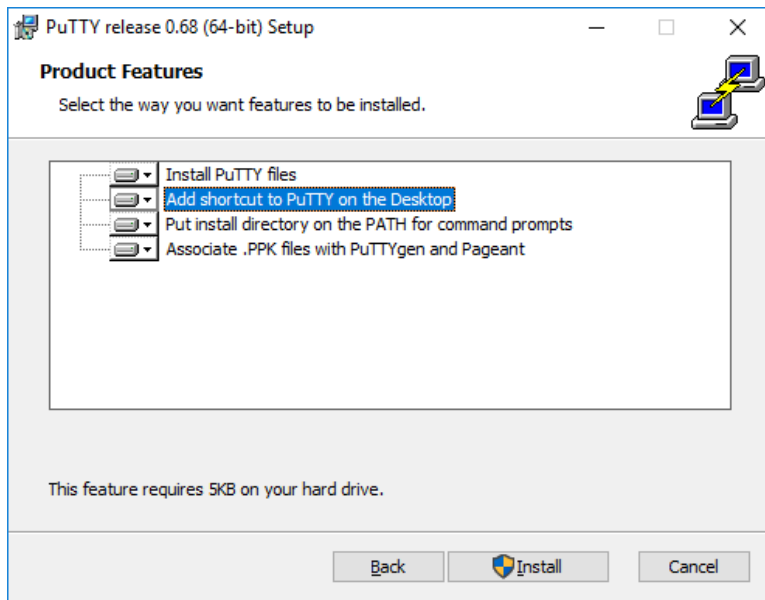 PuTTY release 0.68 (64-bit) Setup
Product Features
Select the way you want features to be installed.
Install PuTTY files
Add shortcut to PuTTY on the Desktop
Put install directory on the PATH for command prompts
Associate .PPK files with PuTTYgen and Pageant
This feature requires 5KB on your hard drive.
Back Install Cancel